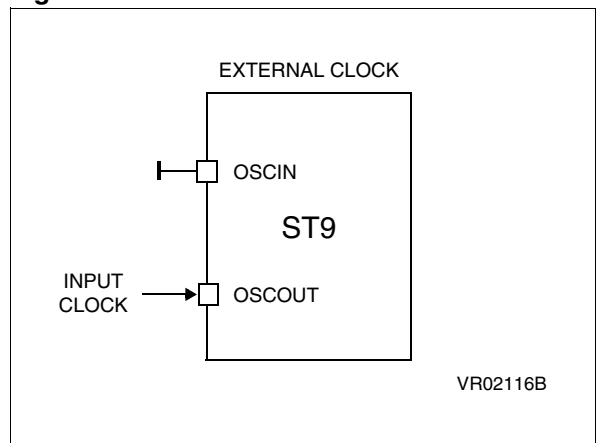 EXTERNAL CLOCK
OSCIN
ST9
INPUT
CLOCK
OSCOUT
VR02116B